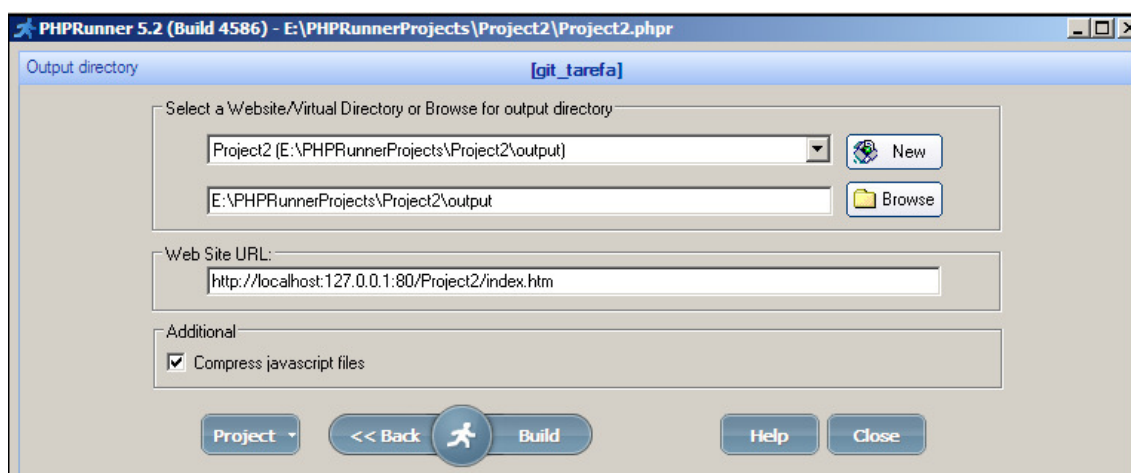 PHPRunner 5.2 (Build 4586) - E:\PHPRunnerProjects\Project2\Project2.phpr
Output directory
[git_tarefa]
Select a Website/Virtual Directory or Browse for output directory
Project2 (E:\PHPRunnerProjects\Project2\output)
New
E:\PHPRunnerProjects\Project2\output
Browse
Web Site URL:
http://localhost:127.0.0.1:80/Project2/index.htm
Additional
Compress javascript files
Project
<< Back
Build
Help
Close